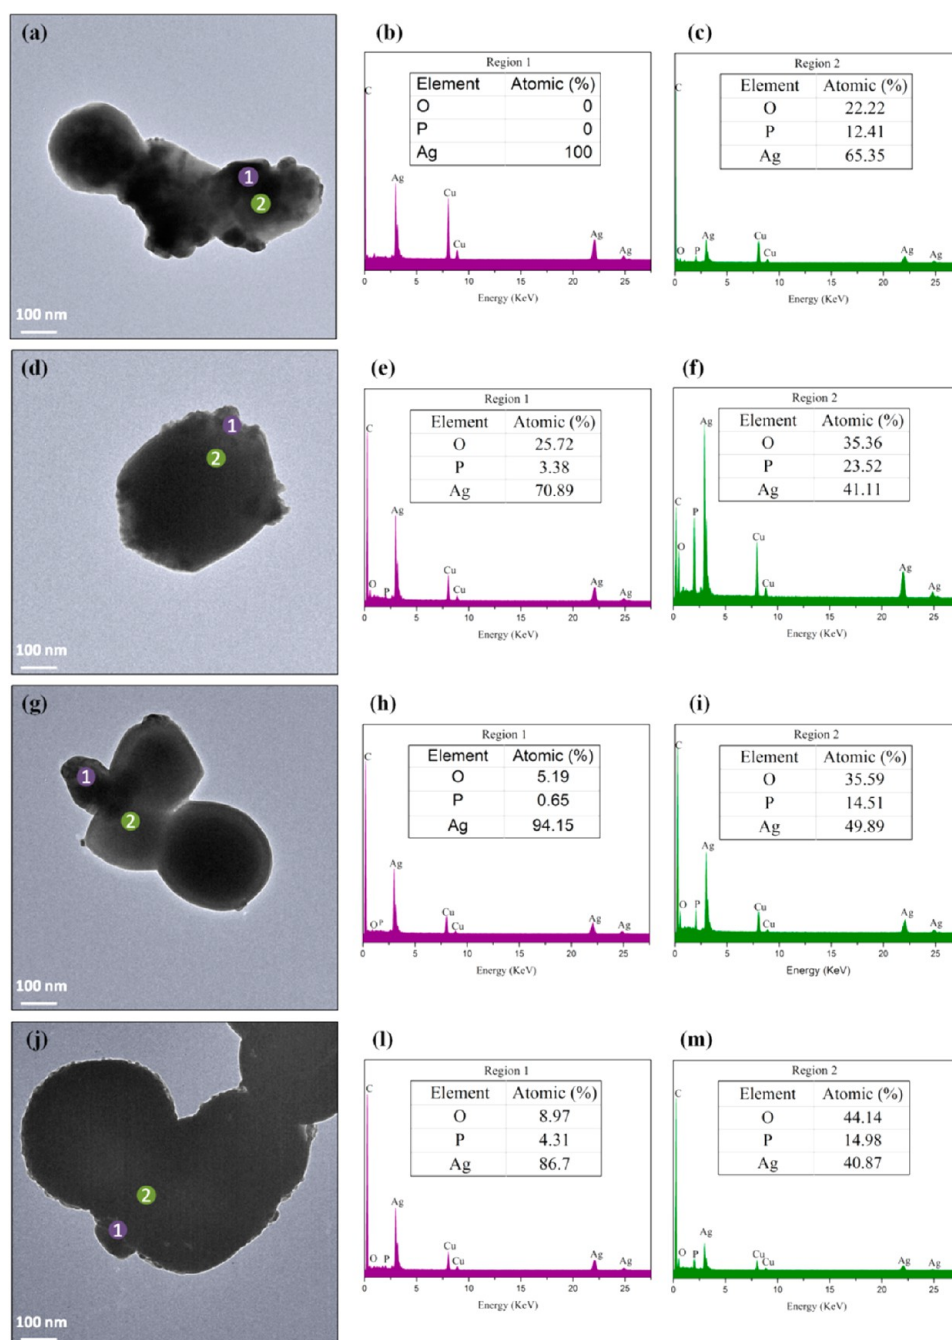 (a)
1
2
100 nm
(b)
Region 1
Element Atomic (%)
O 0
P 0
Ag 100
C
Ag
Cu
Cu
Ag
Ag
0 5 10 15 20 25
Energy (KeV)
(c)
Region 2
Element Atomic (%)
O 22.22
P 12.41
Ag 65.35
C
O P Ag
Cu
Cu
Ag
Ag
0 5 10 15 20 25
Energy (KeV)
(d)
1
2
100 nm
(e)
Region 1
Element Atomic (%)
O 25.72
P 3.38
Ag 70.89
C
Ag
O P
Cu
Cu
Ag
Ag
0 5 10 15 20 25
Energy (KeV)
(f)
Region 2
Element Atomic (%)
O 35.36
P 23.52
Ag 41.11
Ag
C
P
O
Cu
Cu
Ag
Ag
0 5 10 15 20 25
Energy (KeV)
(g)
1
2
100 nm
(h)
Region 1
Element Atomic (%)
O 5.19
P 0.65
Ag 94.15
C
Ag
O P
Cu
Cu
Ag
Ag
0 5 10 15 20 25
Energy (KeV)
(i)
Region 2
Element Atomic (%)
O 35.59
P 14.51
Ag 49.89
C
Ag
O P
Cu
Cu
Ag
Ag
0 5 10 15 20 25
Energy (KeV)
(j)
2
1
100 nm
(l)
Region 1
Element Atomic (%)
O 8.97
P 4.31
Ag 86.7
C
Ag
O P
Cu
Cu
Ag
Ag
0 5 10 15 20 25
Energy (KeV)
(m)
Region 2
Element Atomic (%)
O 44.14
P 14.98
Ag 40.87
C
Ag
O P
Cu Cu
Ag Ag
0 5 10 15 20 25
Energy (KeV)